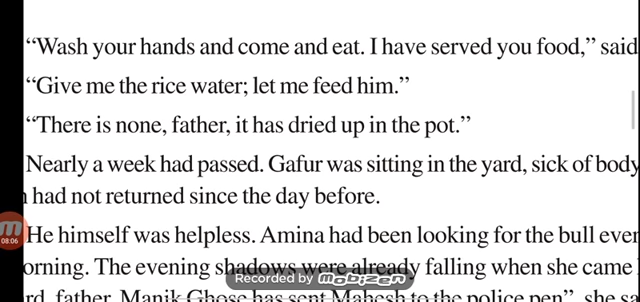 “Wash your hands and come and eat. I have served you food,” said
“Give me the rice water; let me feed him.”
“There is none, father, it has dried up in the pot.”
Nearly a week had passed. Gafur was sitting in the yard, sick of body
had not returned since the day before.
He himself was helpless. Amina had been looking for the bull ever
orning. The evening shadows were already falling when she came
rd, father, Manik Ghose has sent Mahesh to the police pen”, she sa
08:06
Recorded by MOBIZEN